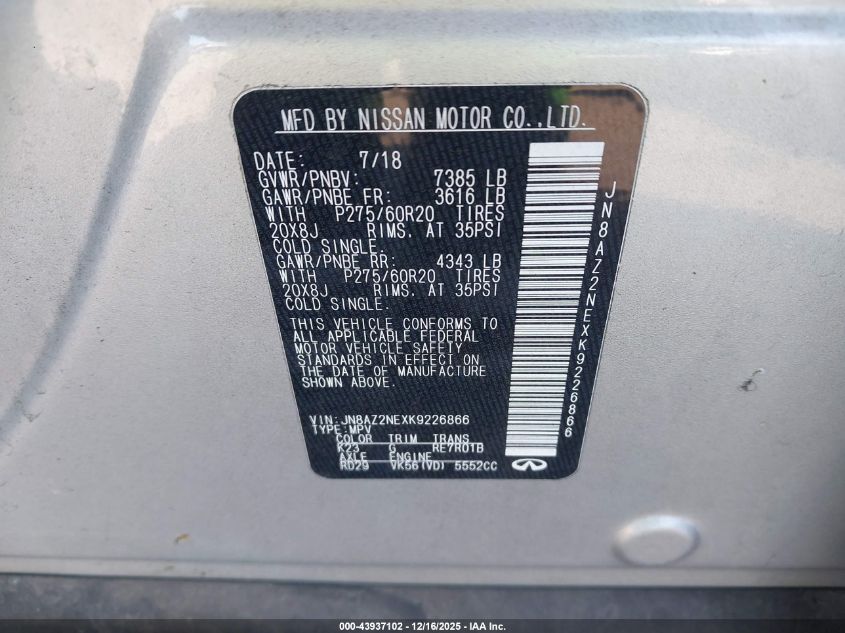 MFD BY NISSAN MOTOR CO.,LTD.
DATE: 7/18
GVWR/PNBV: 7385 LB
GAWR/PNBE FR: 3616 LB
WITH P275/60R20 TIRES
20X8J RIMS. AT 35PSI
COLD SINGLE.
GAWR/PNBE RR: 4343 LB
WITH P275/60R20 TIRES
20X8J RIMS. AT 35PSI
COLD SINGLE.
THIS VEHICLE CONFORMS TO
ALL APPLICABLE FEDERAL
MOTOR VEHICLE SAFETY
STANDARDS IN EFFECT ON
THE DATE OF MANUFACTURE
SHOWN ABOVE.
VIN:JN8AZ2NEXK9226866
TYPE:MPV
COLOR TRIM TRANS
K23 G RE7R01B
AXLE ENGINE
RD29 VK56(VD) 5552CC
JN8AZ2NEXK9226866
000-43937102 - 12/16/2025 - IAA Inc.